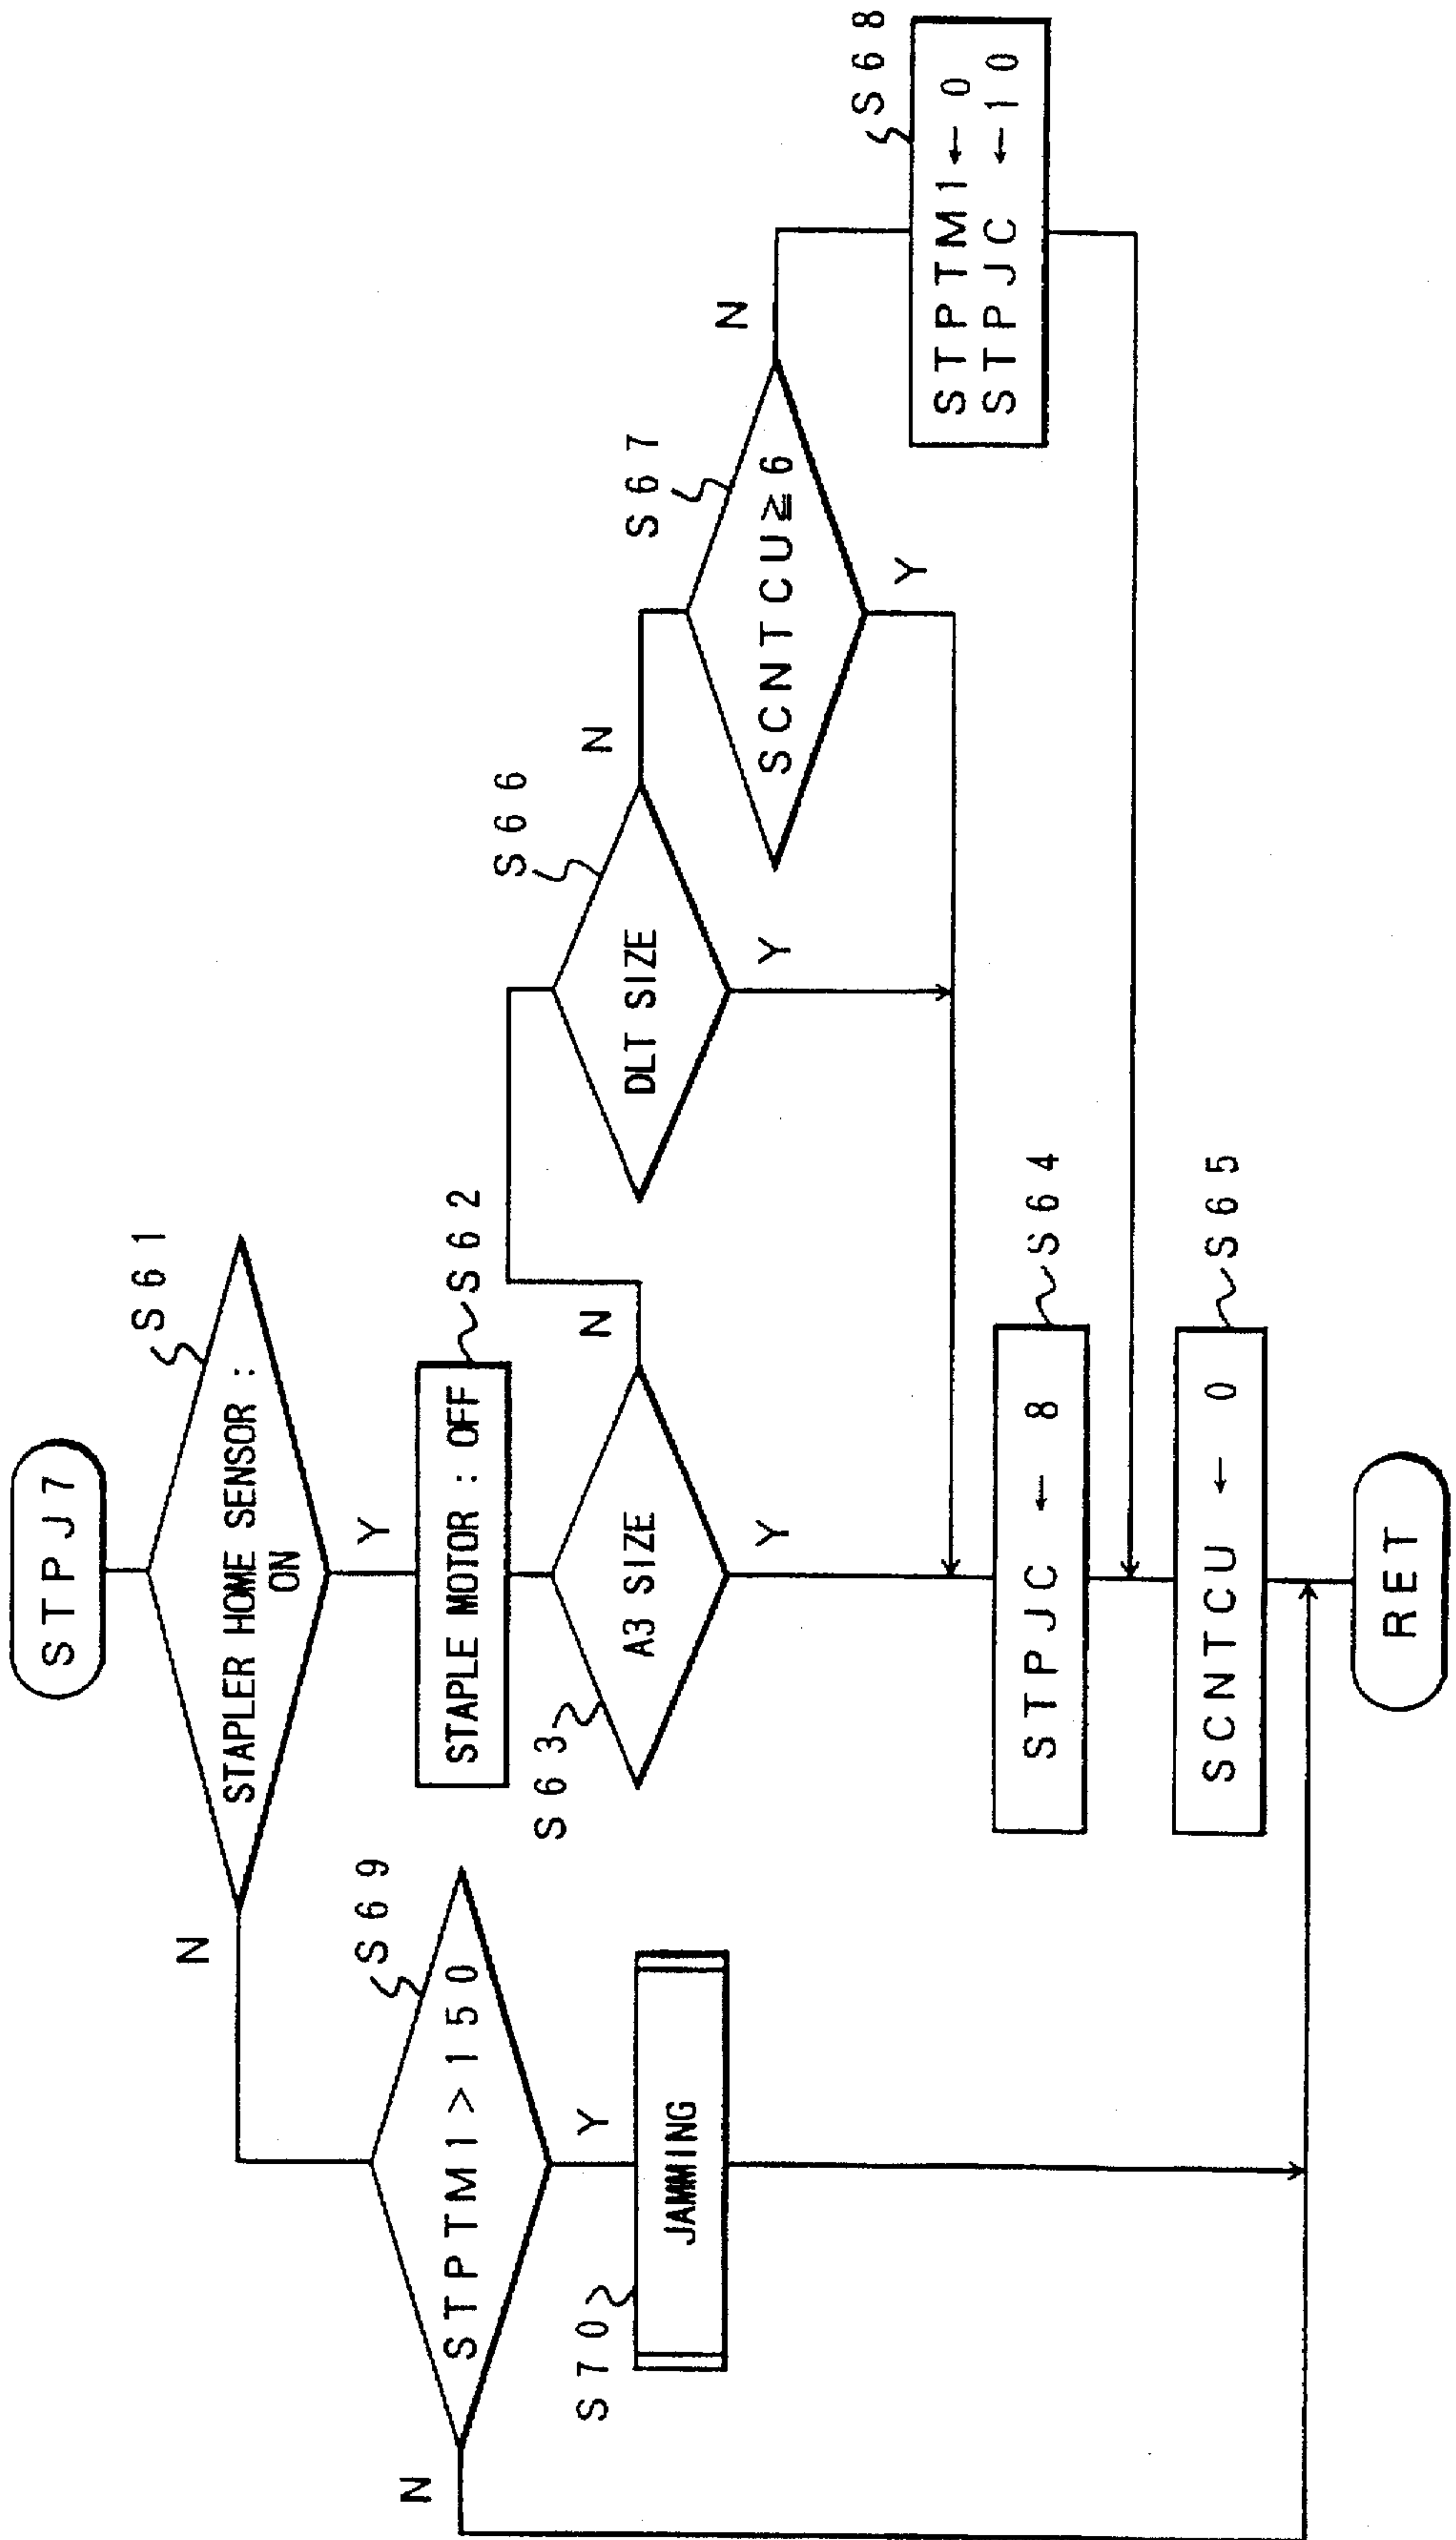 STPJ7
S61
STAPLER HOME SENSOR :
ON
N
Y
S69
STPTM1>150
N
Y
S70
JAMMING
STAPLE MOTOR : OFF
S62
S63
A3 SIZE
N
Y
S66
DLT SIZE
N
Y
S67
SCNTCU≧6
N
Y
S68
STPTM1←0
STPJC ←10
STPJC ← 8
S64
SCNTCU ← 0
S65
RET